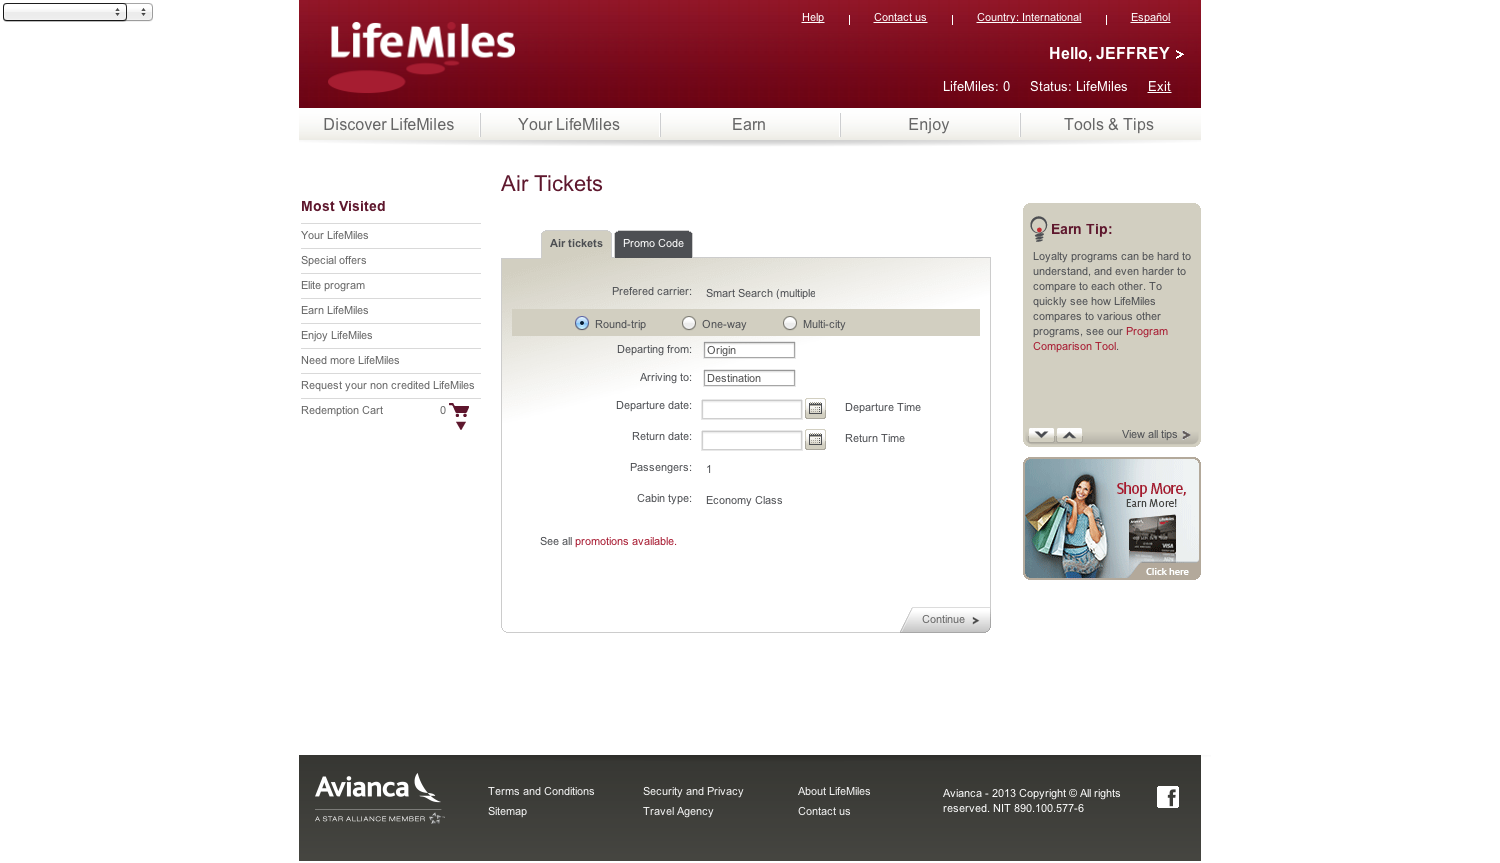 Help
Contact us
Country: International
Español
LifeMiles
Hello, JEFFREY >
LifeMiles: 0
Status: LifeMiles
Exit
Discover LifeMiles
Your LifeMiles
Earn
Enjoy
Tools & Tips
Air Tickets
Most Visited
Your LifeMiles
Special offers
Elite program
Earn LifeMiles
Enjoy LifeMiles
Need more LifeMiles
Request your non credited LifeMiles
Redemption Cart 0
Air tickets
Promo Code
Prefered carrier: Smart Search (multiple
Round-trip
One-way
Multi-city
Departing from: Origin
Arriving to: Destination
Departure date: Departure Time
Return date: Return Time
Passengers: 1
Cabin type: Economy Class
See all promotions available.
Continue
Earn Tip:
Loyalty programs can be hard to
understand, and even harder to
compare to each other. To
quickly see how LifeMiles
compares to various other
programs, see our Program
Comparison Tool.
View all tips
Shop More,
Earn More!
VISA
Click here
Avianca
A STAR ALLIANCE MEMBER
Terms and Conditions
Sitemap
Security and Privacy
Travel Agency
About LifeMiles
Contact us
Avianca - 2013 Copyright © All rights
reserved. NIT 890.100.577-6